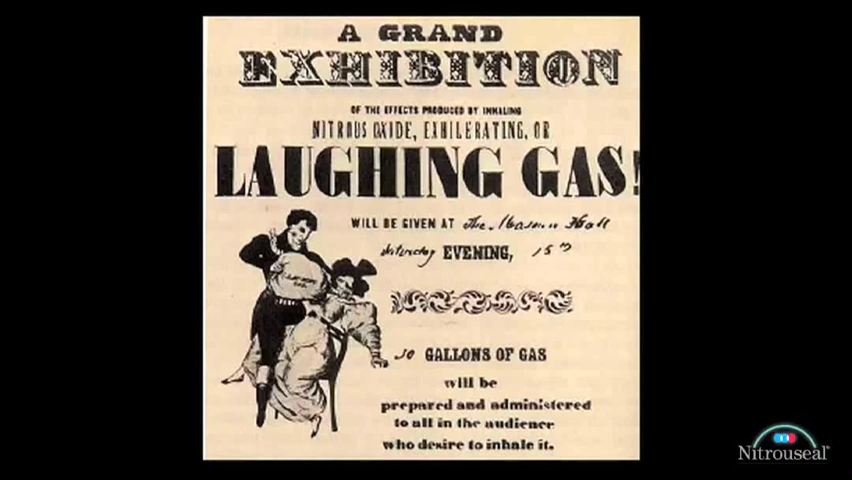 A GRAND
EXHIBITION
OF THE EFFECTS PRODUCED BY INHALING
NITROUS OXIDE, EXHILERATING, OR
LAUGHING GAS!
WILL BE GIVEN AT The Mason Hall
Saturday EVENING, 15th
50 GALLONS OF GAS
will be
prepared and administered
to all in the audience
who desire to inhale it.
Nitrouseal